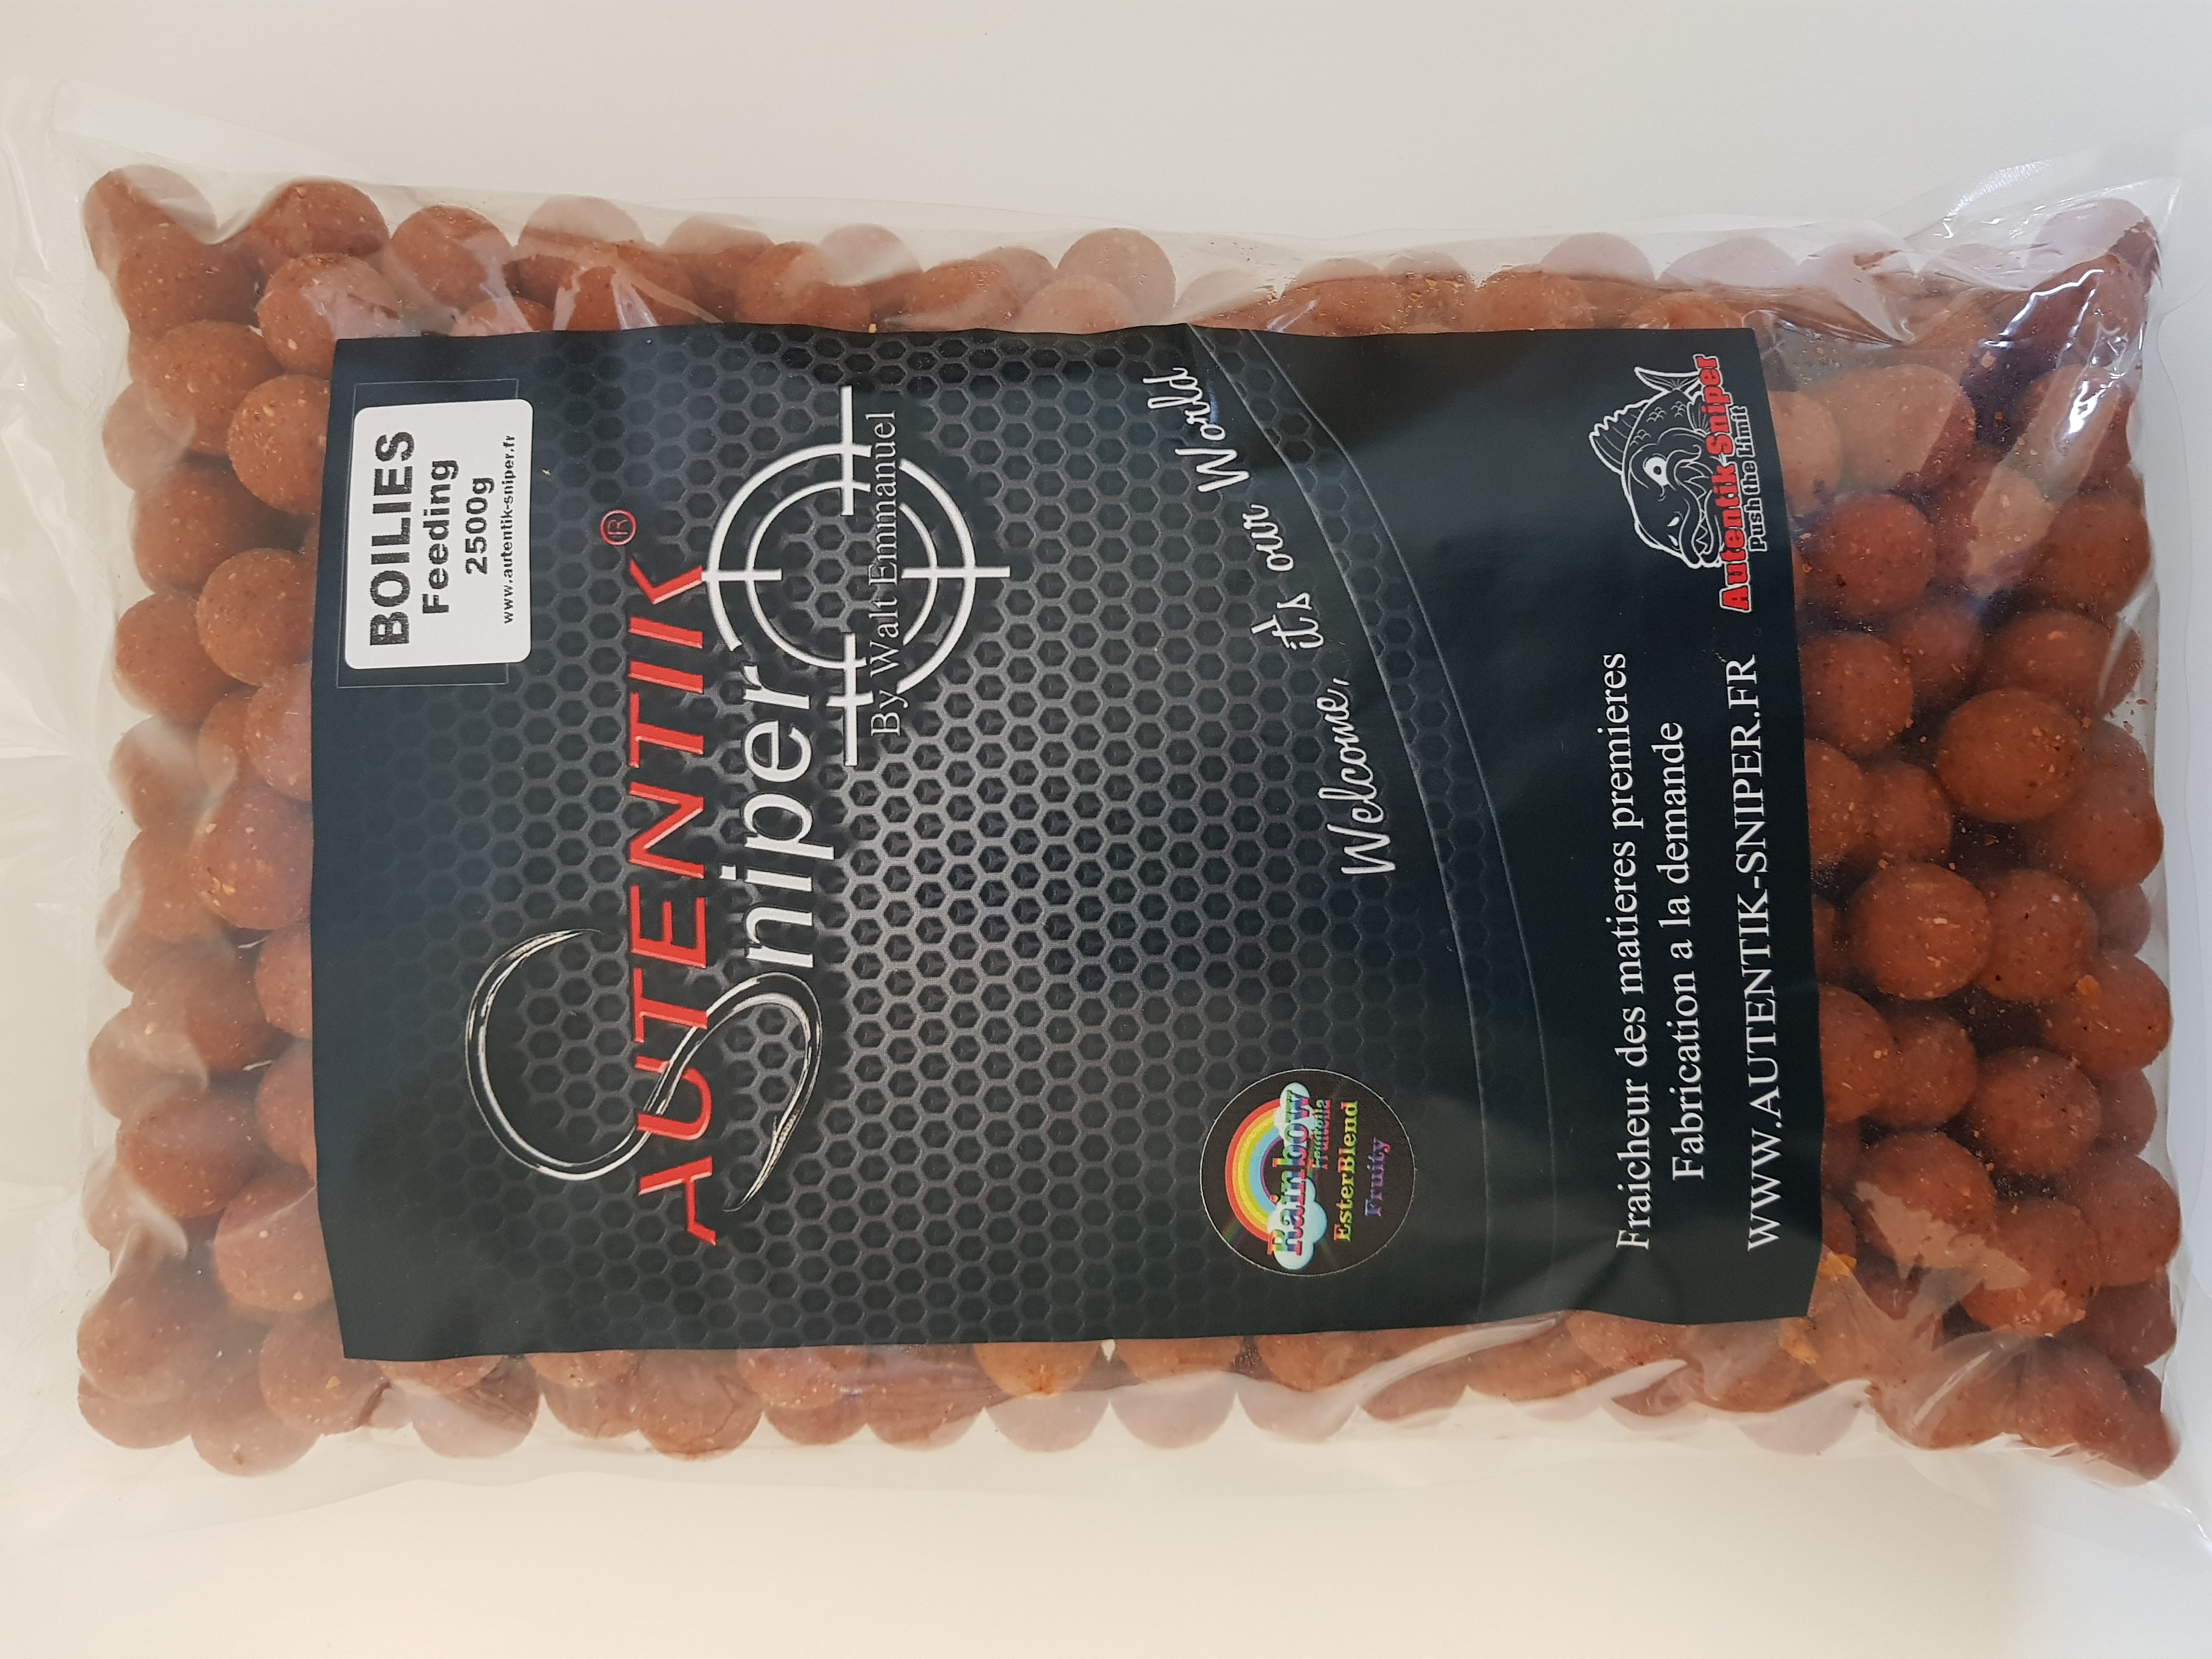 BOILIES
Feeding
2500g
www.autentik-sniper.fr
AUTENTIK®
Sniper
By Walt Emmanuel
Welcome, it's our World
Rainbow
Fruitella
EsterBlend
Fruity
Fraicheur des matieres premieres
Fabrication a la demande
WWW.AUTENTIK-SNIPER.FR
Autentik Sniper
Push the Limit